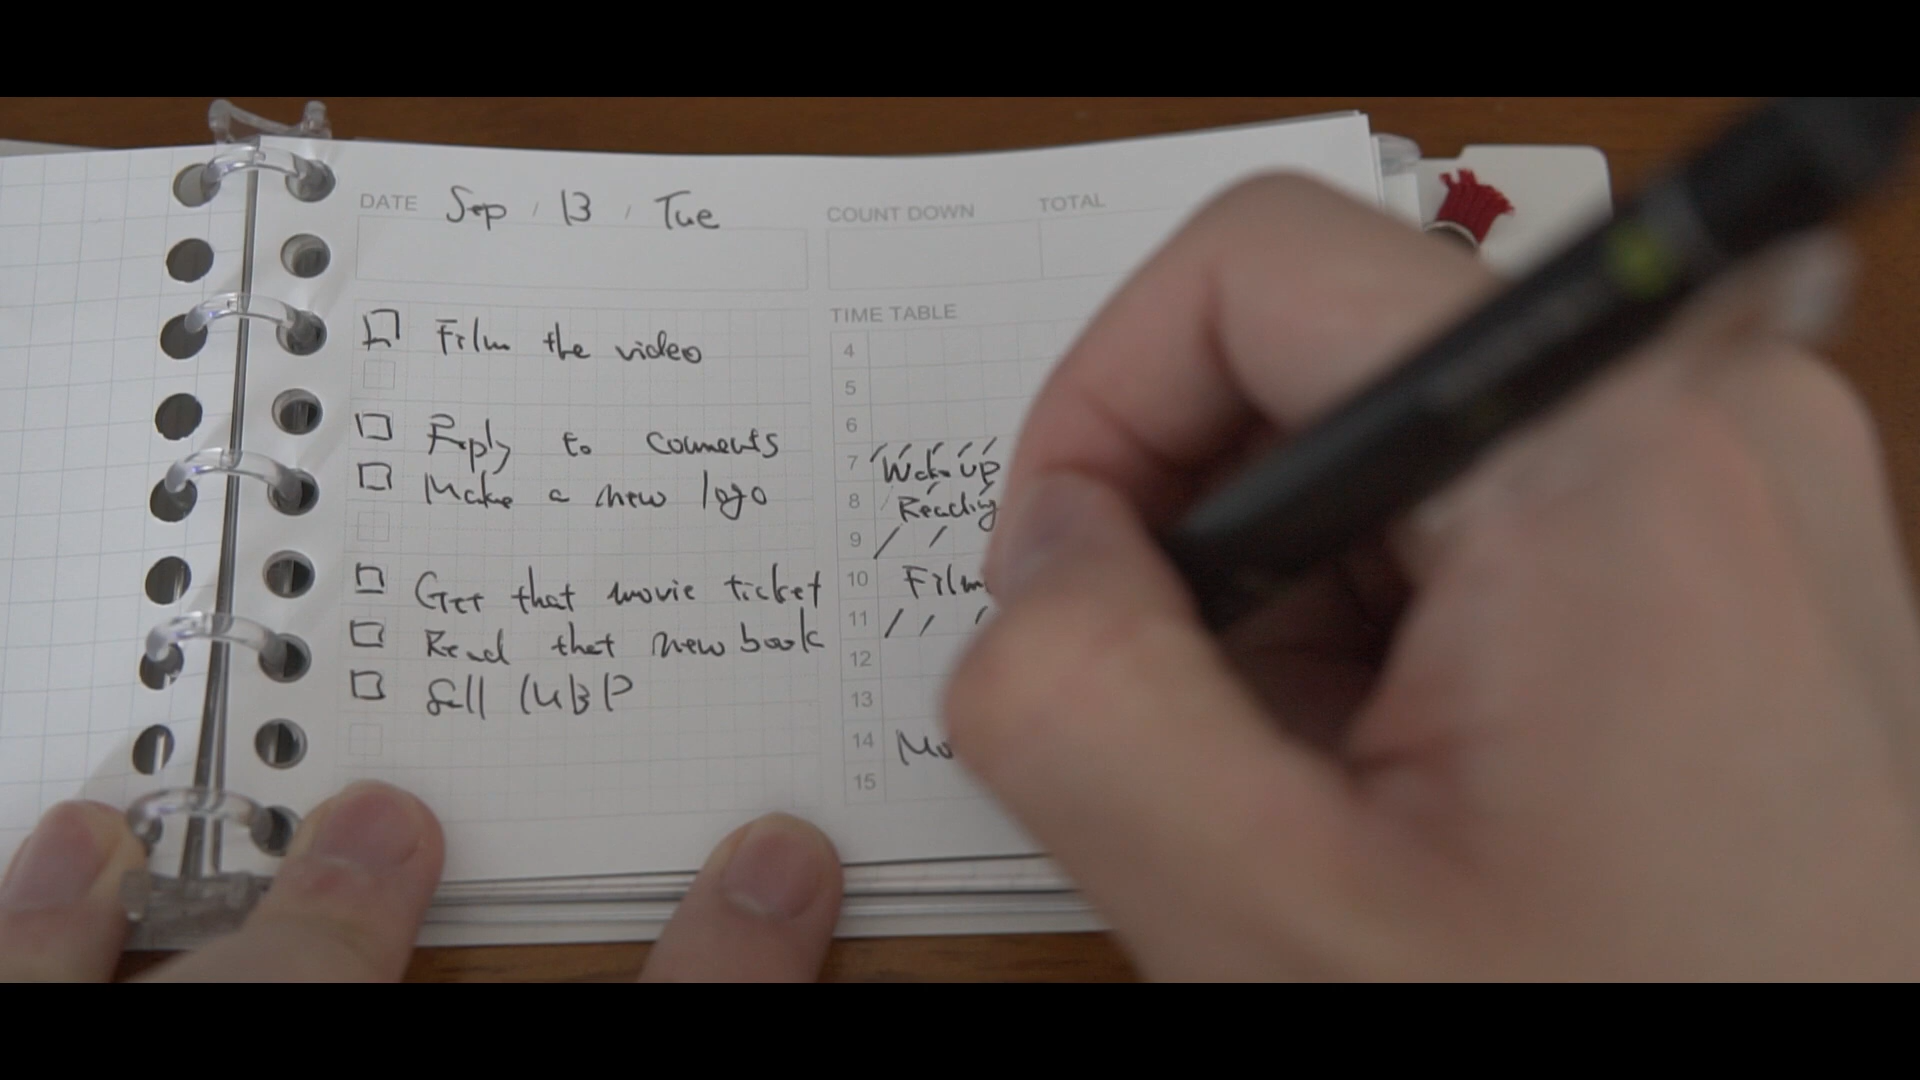 DATE Sep / 13 / Tue
COUNT DOWN
TOTAL
Film the video
Reply to comments
Make a new logo
Get that movie ticket
Read that new book
Sell
TIME TABLE
4
5
6
7 Wake up
8 Reading
9
10 Film
11
12
13
14 Mo
15